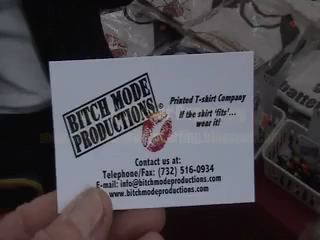 BITCH MODE
PRODUCTIONS
©
Printed T-shirt Company
If the shirt 'fits'...
wear it!
Contact us at:
Telephone/Fax: (732) 516-0934
E-mail: info@bitchmodeproductions.com
www.bitchmodeproductions.com